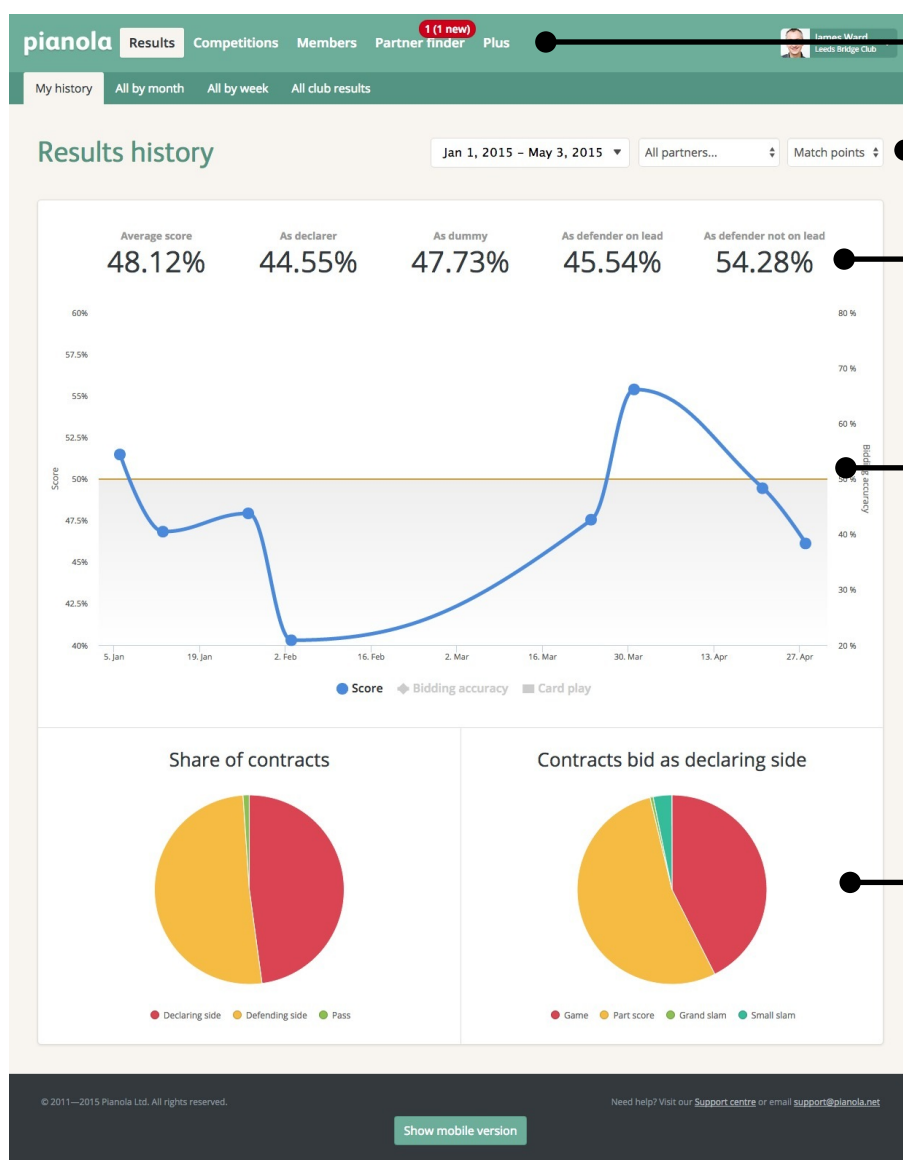 1 (1 new)
pianola Results Competitions Members Partner finder Plus
James Ward
Leeds Bridge Club
My history All by month All by week All club results
Results history
Jan 1, 2015 – May 3, 2015 All partners... Match points
Average score As declarer As dummy As defender on lead As defender not on lead
48.12% 44.55% 47.73% 45.54% 54.28%
60% 80 %
57.5%
70 %
55%
60 %
52.5%
50% 50 %
Score
Bidding accuracy
47.5%
40 %
45%
30 %
42.5%
40% 20 %
5. Jan 19. Jan 2. Feb 16. Feb 2. Mar 16. Mar 30. Mar 13. Apr 27. Apr
Score Bidding accuracy Card play
Share of contracts Contracts bid as declaring side
Declaring side Defending side Pass Game Part score Grand slam Small slam
© 2011—2015 Pianola Ltd. All rights reserved. Need help? Visit our Support centre or email support@pianola.net
Show mobile version